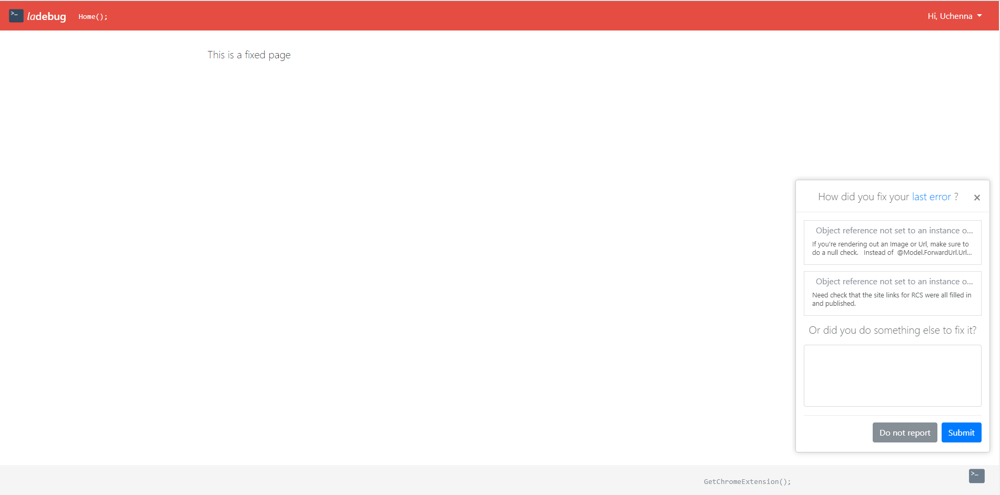 >_ ladebug Home(); Hi, Uchenna
This is a fixed page
How did you fix your last error ? ×
Object reference not set to an instance o...
If you're rendering out an Image or Url, make sure to
do a null check. Instead of @Model.ForwardUrl.Url...
Object reference not set to an instance o...
Need check that the site links for RCS were all filled in
and published.
Or did you do something else to fix it?
Do not report Submit
GetChromeExtension(); >_